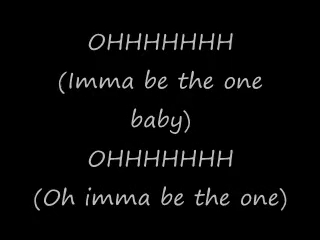 OHHHHHHH
(Imma be the one
baby)
OHHHHHHH
(Oh imma be the one)